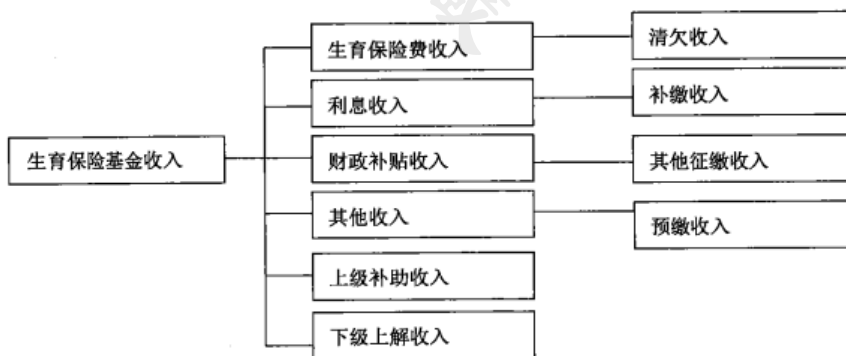 生育保险费收入
清欠收入
利息收入
补缴收入
生育保险基金收入
财政补贴收入
其他征缴收入
其他收入
预缴收入
上级补助收入
下级上解收入